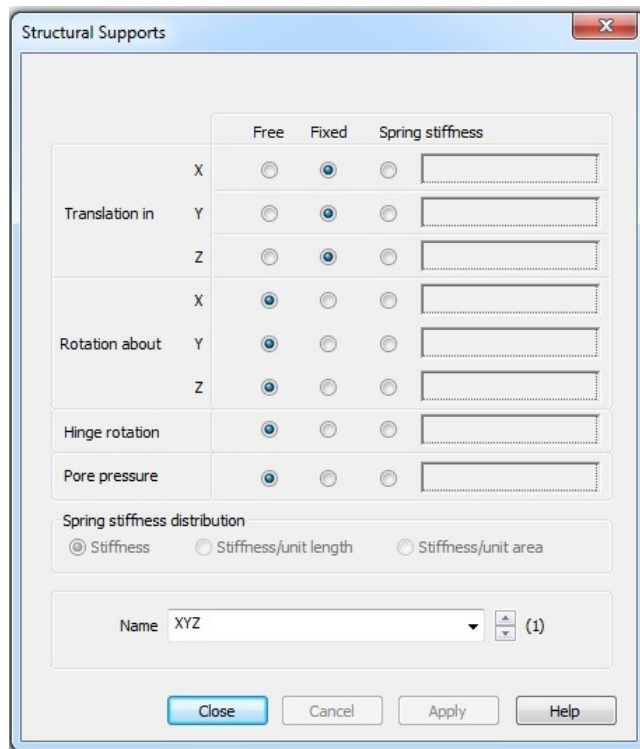 Structural Supports
Free Fixed Spring stiffness
X
Translation in Y
Z
X
Rotation about Y
Z
Hinge rotation
Pore pressure
Spring stiffness distribution
Stiffness Stiffness/unit length Stiffness/unit area
Name XYZ (1)
Close Cancel Apply Help